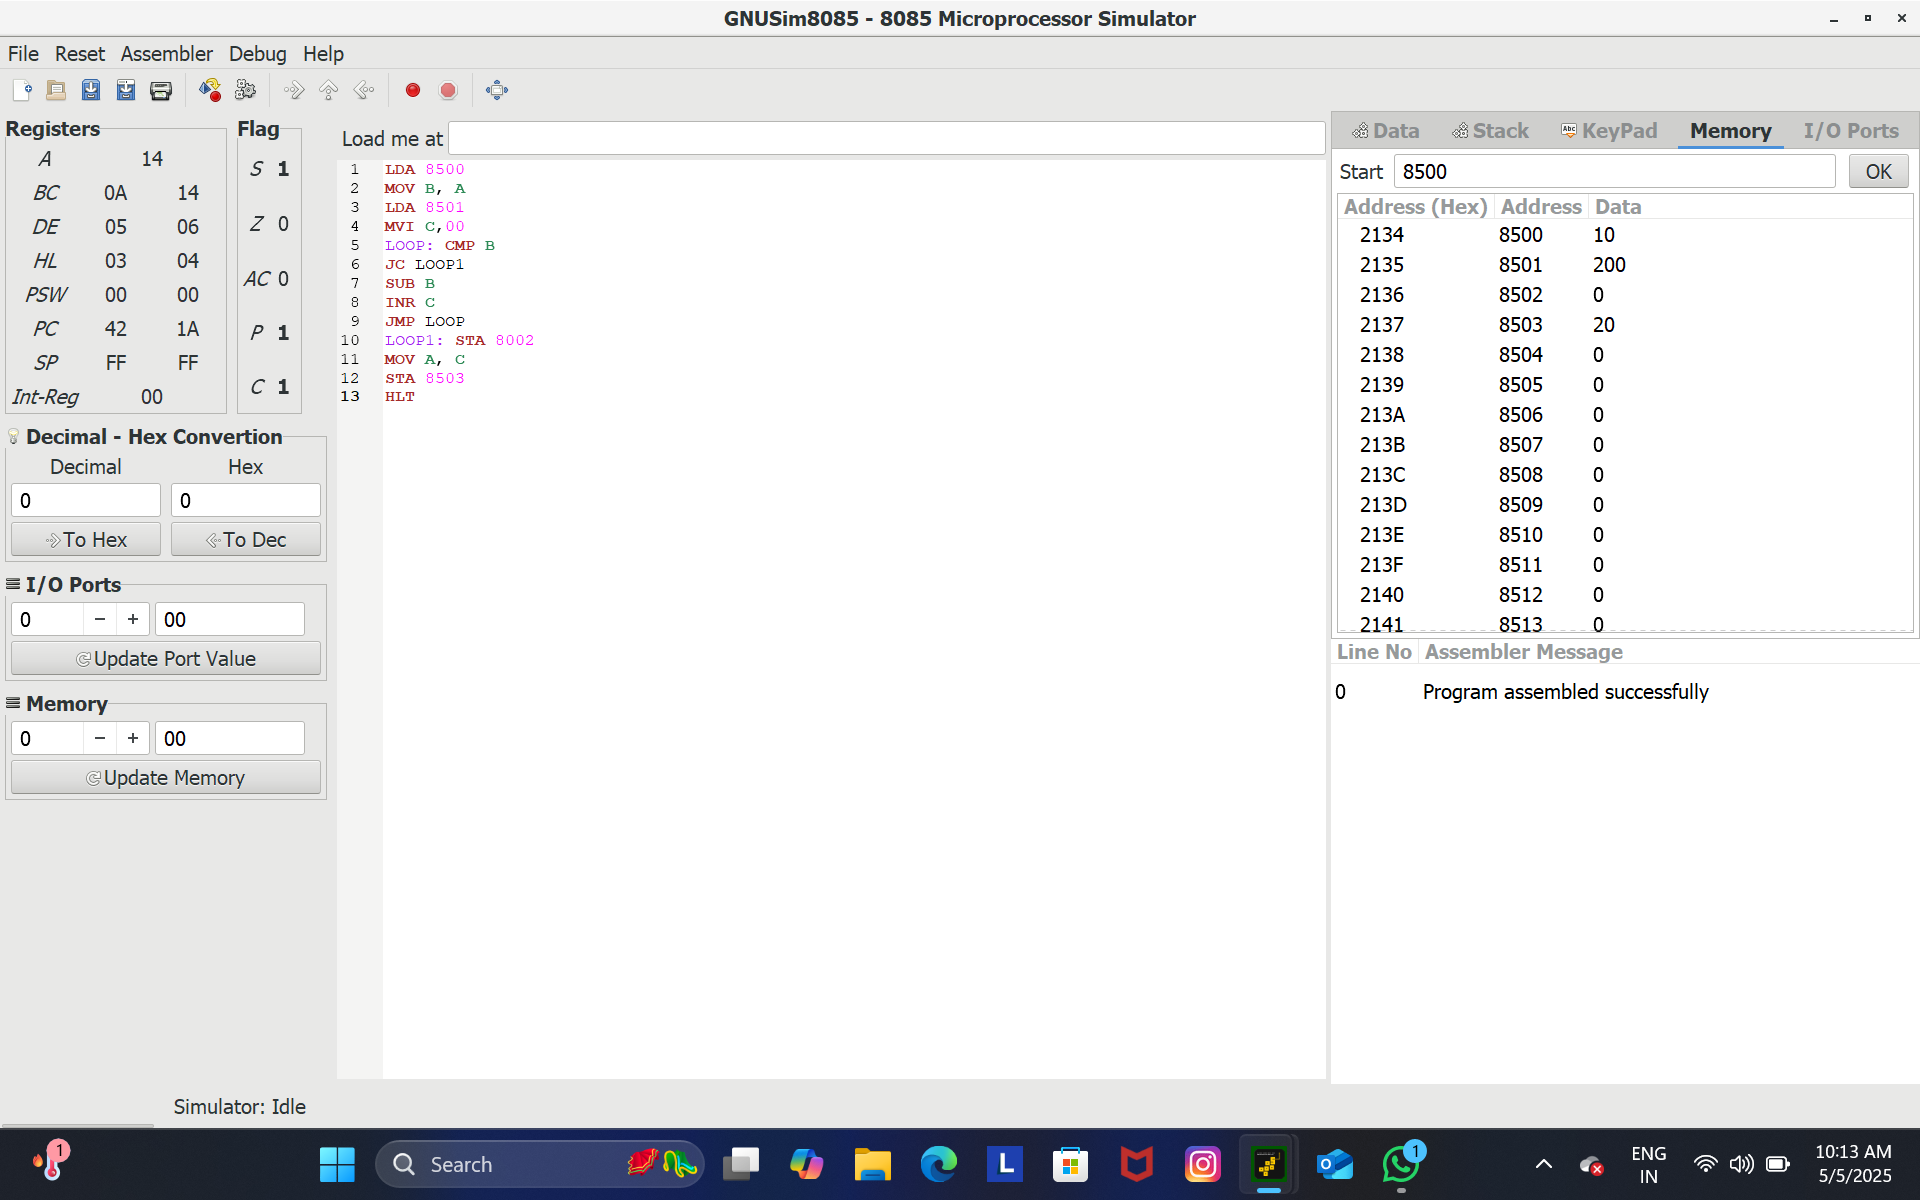 GNUSim8085 - 8085 Microprocessor Simulator
File Reset Assembler Debug Help
Registers
A 14
BC 0A 14
DE 05 06
HL 03 04
PSW 00 00
PC 42 1A
SP FF FF
Int-Reg 00
Flag
S 1
Z 0
AC 0
P 1
C 1
Decimal - Hex Convertion
Decimal Hex
0 0
To Hex To Dec
I/O Ports
0 − + 00
Update Port Value
Memory
0 − + 00
Update Memory
Load me at
1 LDA 8500
2 MOV B, A
3 LDA 8501
4 MVI C,00
5 LOOP: CMP B
6 JC LOOP1
7 SUB B
8 INR C
9 JMP LOOP
10 LOOP1: STA 8002
11 MOV A, C
12 STA 8503
13 HLT
Data Stack Abc KeyPad Memory I/O Ports
Start 8500 OK
Address (Hex) Address Data
2134 8500 10
2135 8501 200
2136 8502 0
2137 8503 20
2138 8504 0
2139 8505 0
213A 8506 0
213B 8507 0
213C 8508 0
213D 8509 0
213E 8510 0
213F 8511 0
2140 8512 0
2141 8513 0
Line No Assembler Message
0 Program assembled successfully
Simulator: Idle
1
Search
L
1
ENG
IN
10:13 AM
5/5/2025